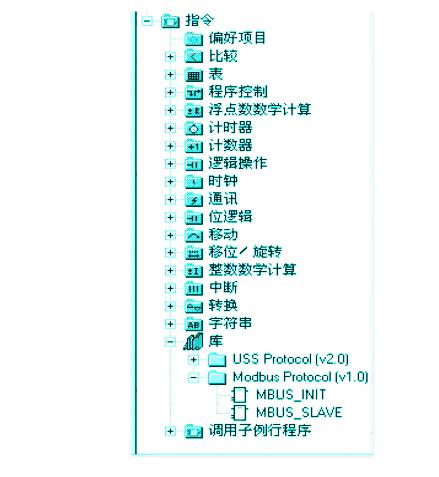 指令
偏好项目
比较
表
程序控制
浮点数数学计算
计时器
计数器
逻辑操作
时钟
通讯
位逻辑
移动
移位/旋转
整数数学计算
中断
转换
字符串
库
USS Protocol (v2.0)
Modbus Protocol (v1.0)
MBUS_INIT
MBUS_SLAVE
调用子例行程序